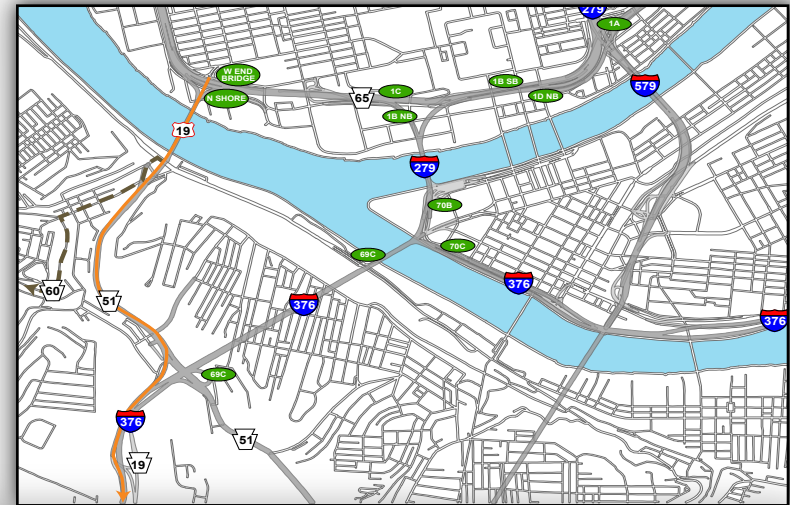 279
1A
W END
BRIDGE
N SHORE
65
1C
1B SB
1D NB
579
1B NB
19
279
70B
69C
70C
60
51
376
376
376
69C
376
51
19